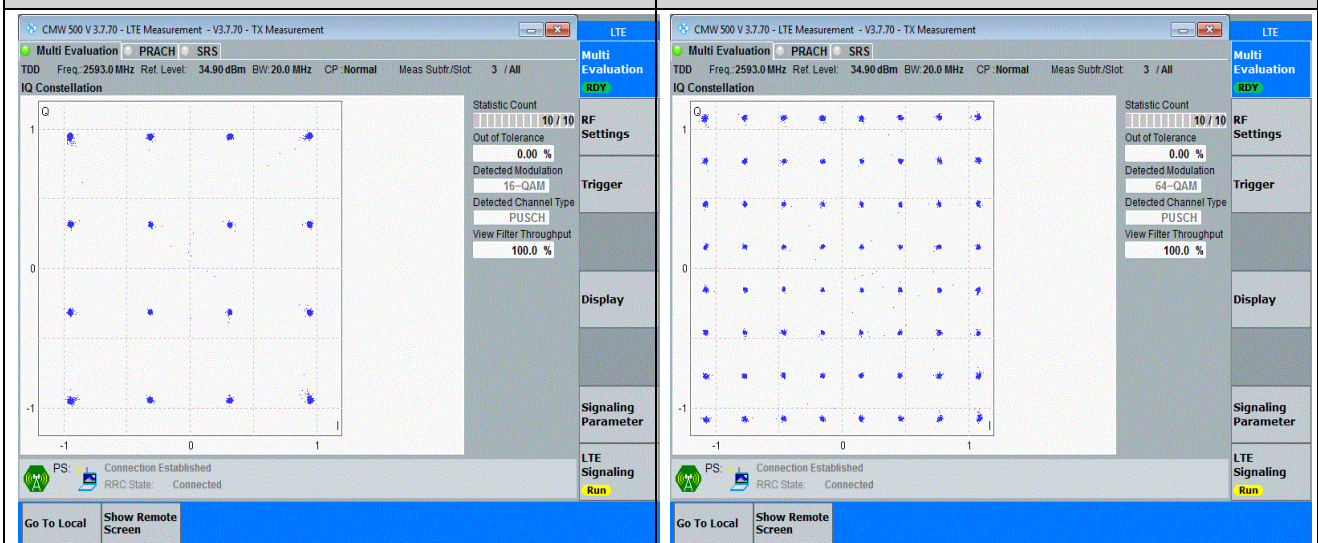 CMW 500 V3.7.70 - LTE Measurement - V3.7.70 - TX Measurement
LTE
Multi Evaluation PRACH SRS
TDD Freq.: 2593.0 MHz Ref. Level: 34.90 dBm BW: 20.0 MHz CP : Normal Meas Subfr./Slot: 3 / All
IQ Constellation
Multi
Evaluation
RDY
Q
1
0
-1
-1 0 1
I
Statistic Count
10 / 10
Out of Tolerance
0.00 %
Detected Modulation
16-QAM
Detected Channel Type
PUSCH
View Filter Throughput
100.0 %
RF
Settings
Trigger
Display
Signaling
Parameter
LTE
Signaling
Run
PS: Connection Established
RRC State: Connected
Go To Local
Show Remote
Screen
CMW 500 V3.7.70 - LTE Measurement - V3.7.70 - TX Measurement
LTE
Multi Evaluation PRACH SRS
TDD Freq.: 2593.0 MHz Ref. Level: 34.90 dBm BW: 20.0 MHz CP : Normal Meas Subfr./Slot: 3 / All
IQ Constellation
Multi
Evaluation
RDY
Q
1
0
-1
-1 0 1
I
Statistic Count
10 / 10
Out of Tolerance
0.00 %
Detected Modulation
64-QAM
Detected Channel Type
PUSCH
View Filter Throughput
100.0 %
RF
Settings
Trigger
Display
Signaling
Parameter
LTE
Signaling
Run
PS: Connection Established
RRC State: Connected
Go To Local
Show Remote
Screen